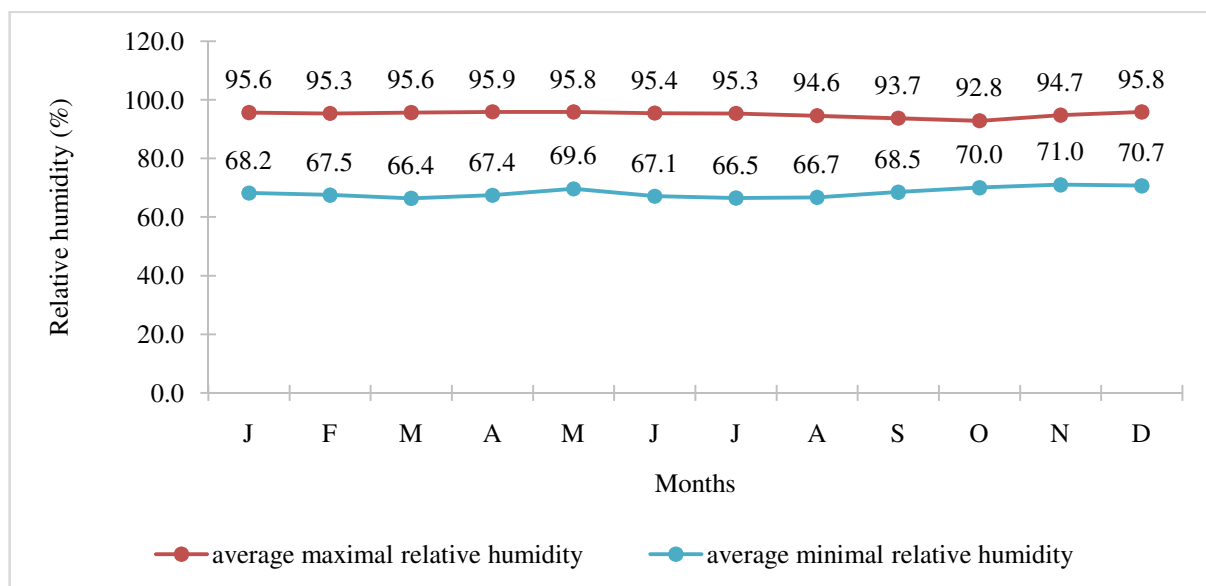 120.0
95.6 95.3 95.6 95.9 95.8 95.4 95.3 94.6 93.7 92.8 94.7 95.8
100.0
80.0
68.2 67.5 66.4 67.4 69.6 67.1 66.5 66.7 68.5 70.0 71.0 70.7
60.0
40.0
20.0
0.0
Relative humidity (%)
J F M A M J J A S O N D
Months
average maximal relative humidity average minimal relative humidity